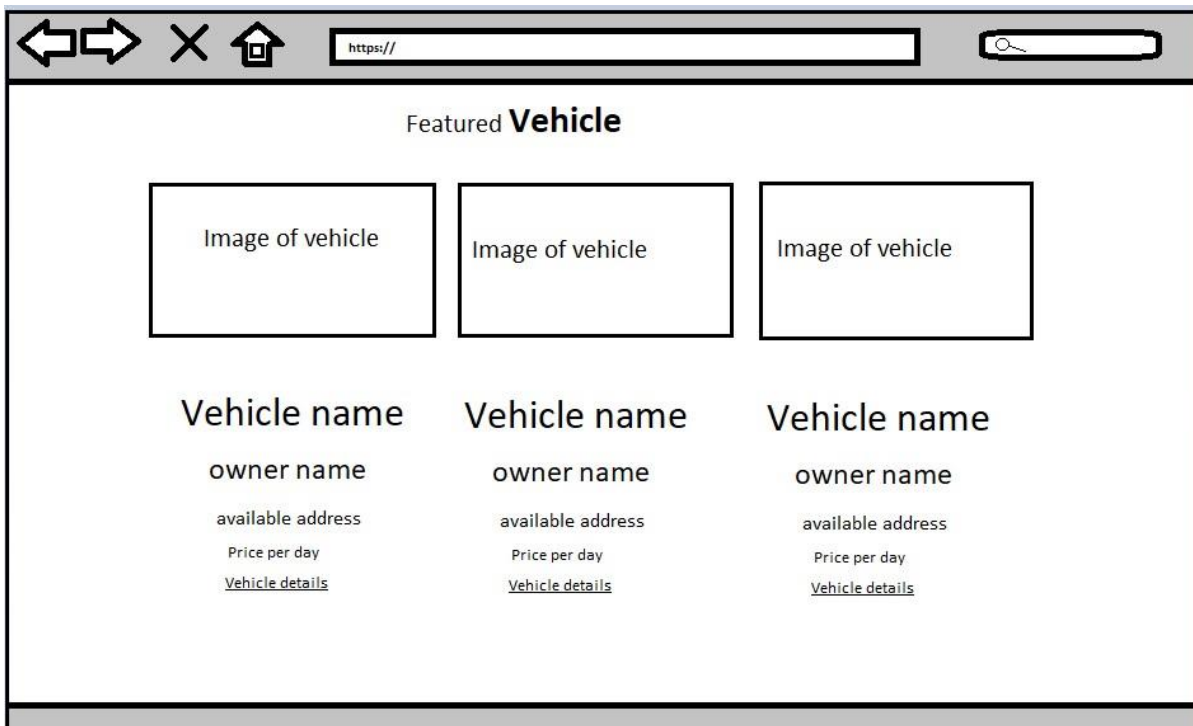 https://
Featured Vehicle
Image of vehicle
Image of vehicle
Image of vehicle
Vehicle name
owner name
available address
Price per day
Vehicle details
Vehicle name
owner name
available address
Price per day
Vehicle details
Vehicle name
owner name
available address
Price per day
Vehicle details